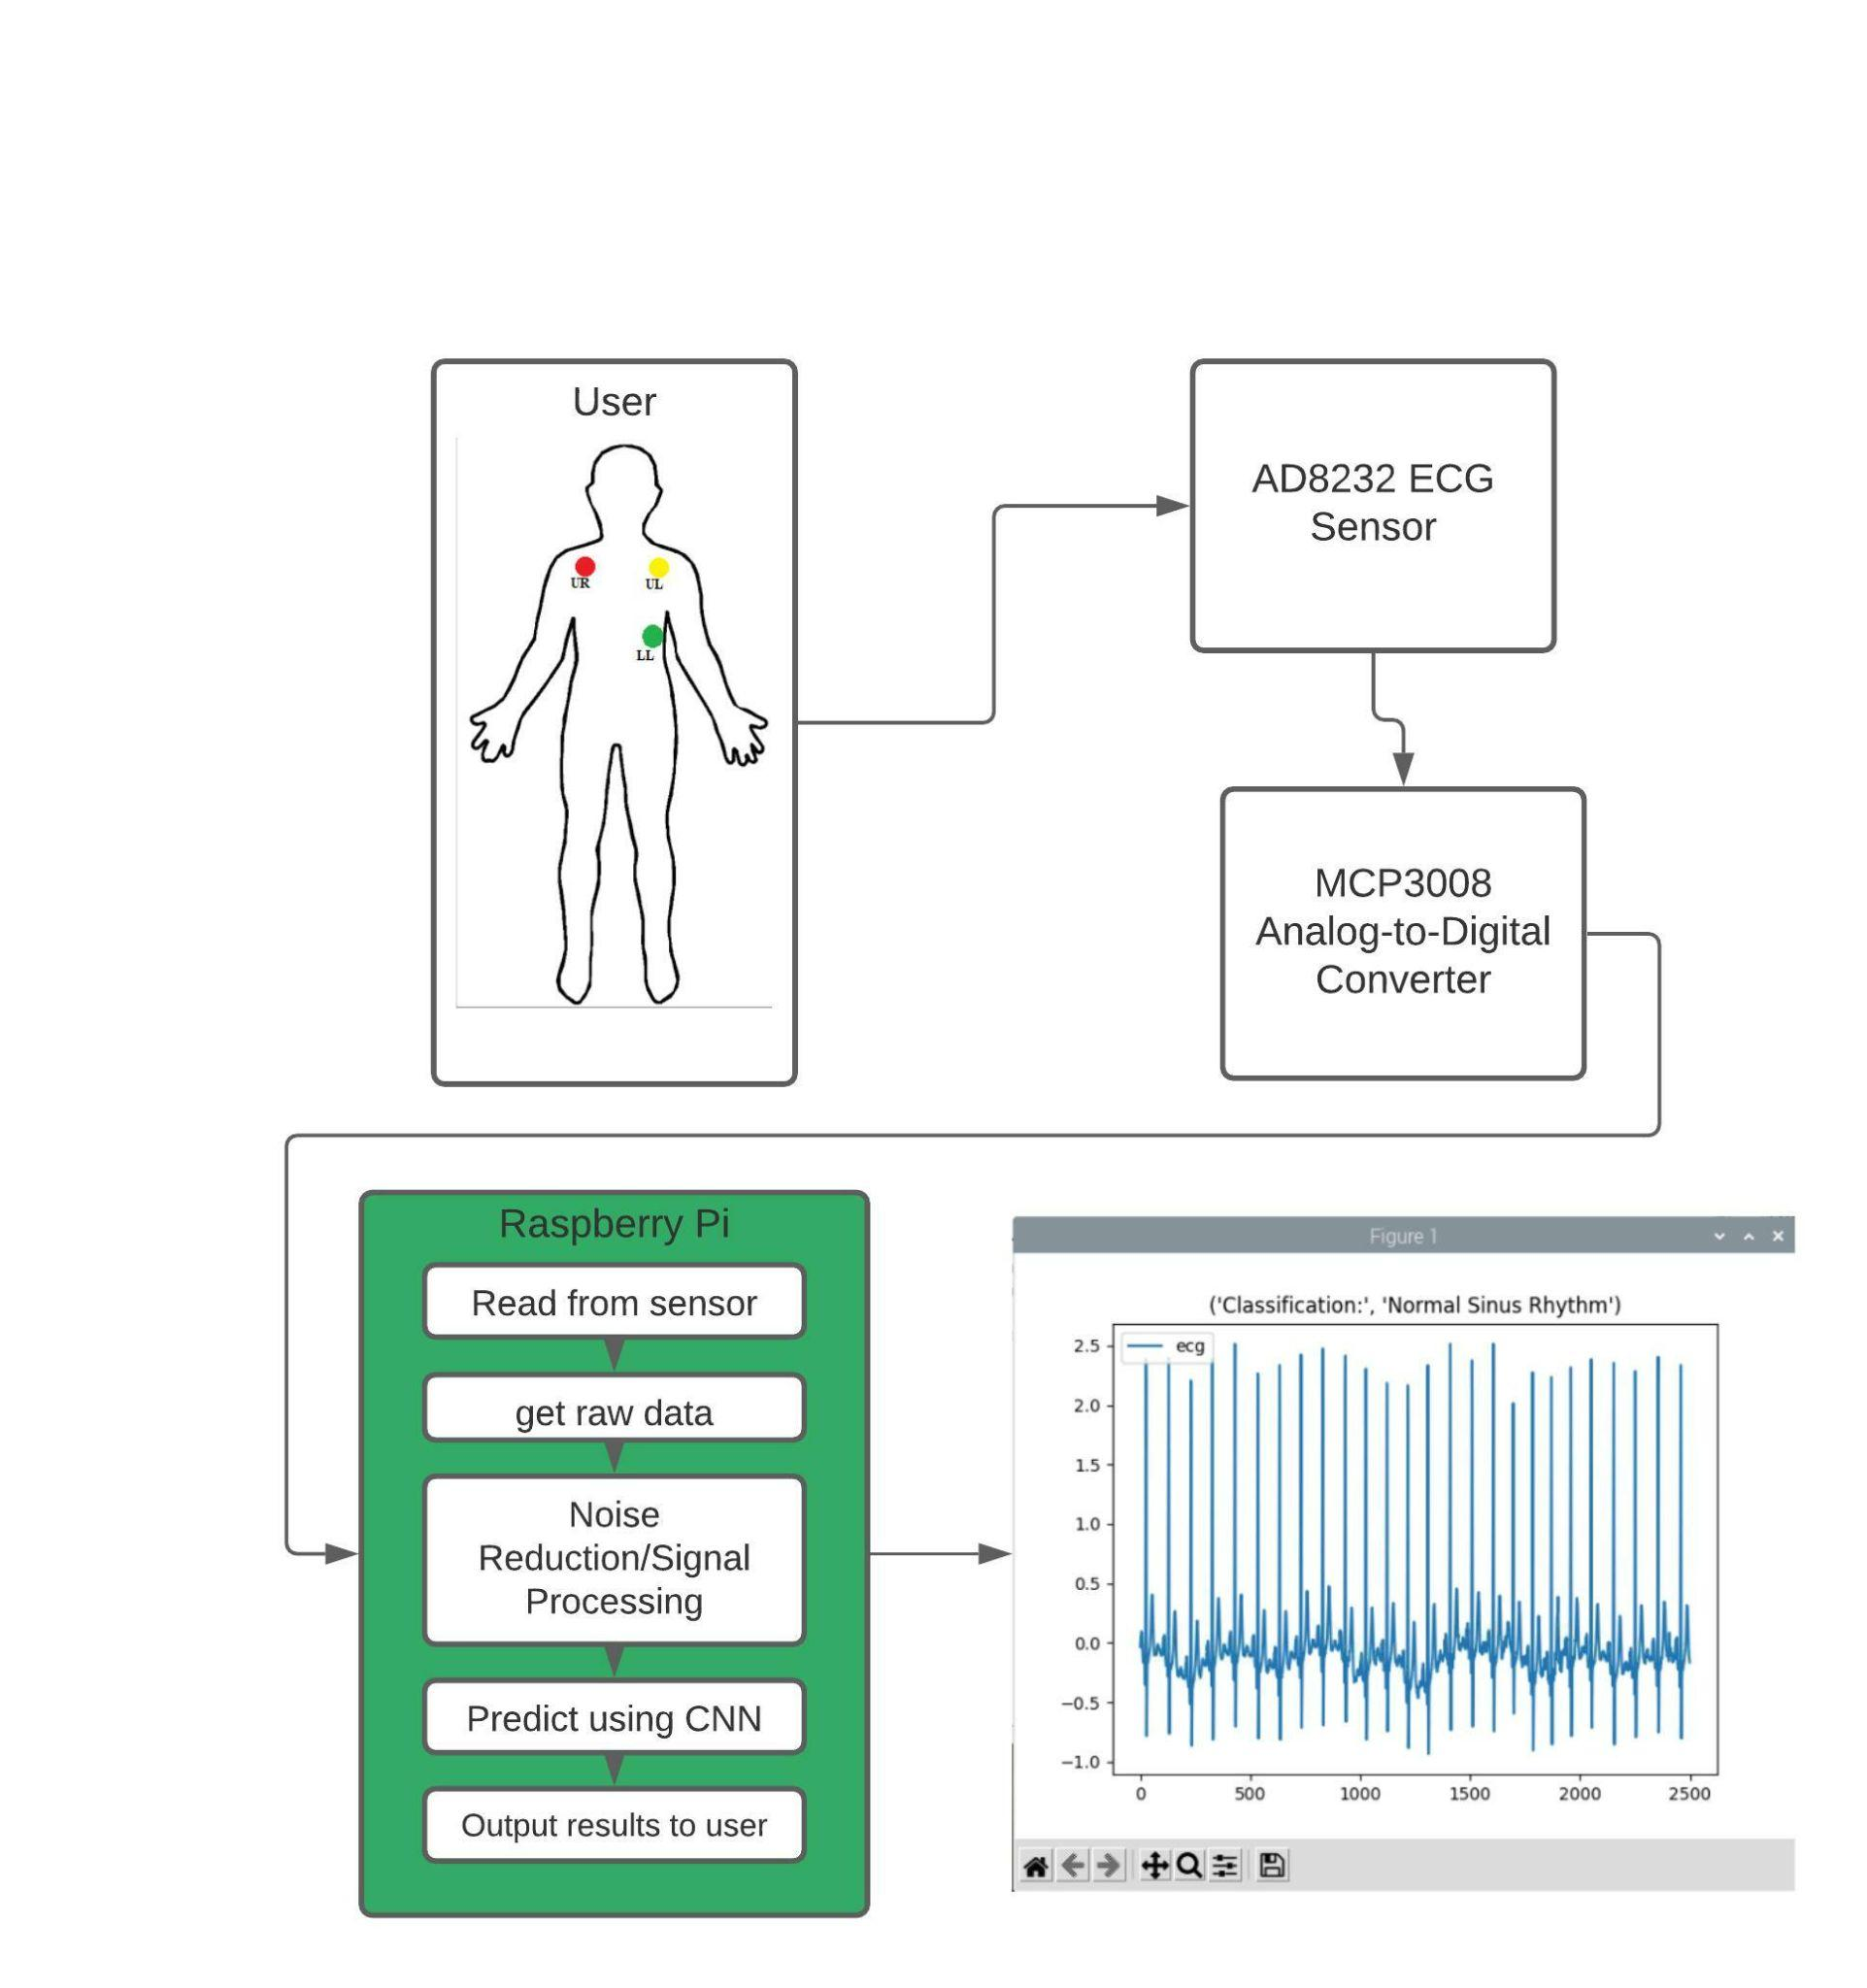 User
UR
UL
LL
AD8232 ECG
Sensor
MCP3008
Analog-to-Digital
Converter
Raspberry Pi
Read from sensor
get raw data
Noise
Reduction/Signal
Processing
Predict using CNN
Output results to user
Figure 1
('Classification:', 'Normal Sinus Rhythm')
ecg
2.5
2.0
1.5
1.0
0.5
0.0
−0.5
−1.0
0 500 1000 1500 2000 2500